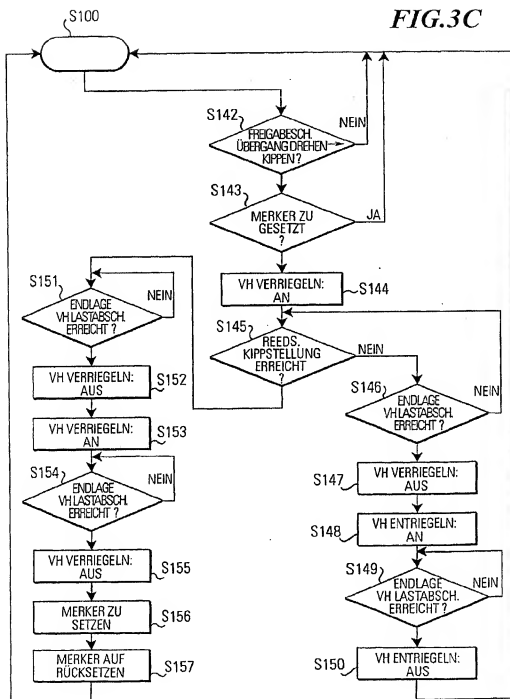 FIG.3C
S100
S142
FREIGABESCH.
ÜBERGANG DREHEN →
KIPPEN ?
NEIN
S143
MERKER ZU
GESETZT
?
JA
VH VERRIEGELN:
AN
S144
S145
REEDS.
KIPPSTELLUNG
ERREICHT
?
NEIN
S146
ENDLAGE
VH LASTABSCH.
ERREICHT ?
NEIN
S147
VH VERRIEGELN:
AUS
S148
VH ENTRIEGELN:
AN
S149
ENDLAGE
VH LASTABSCH.
ERREICHT ?
NEIN
S150
VH ENTRIEGELN:
AUS
S151
ENDLAGE
VH LASTABSCH.
ERREICHT ?
NEIN
VH VERRIEGELN:
AUS
S152
VH VERRIEGELN:
AN
S153
S154
ENDLAGE
VH LASTABSCH.
ERREICHT ?
NEIN
VH VERRIEGELN:
AUS
S155
MERKER ZU
SETZEN
S156
MERKER AUF
RÜCKSETZEN
S157